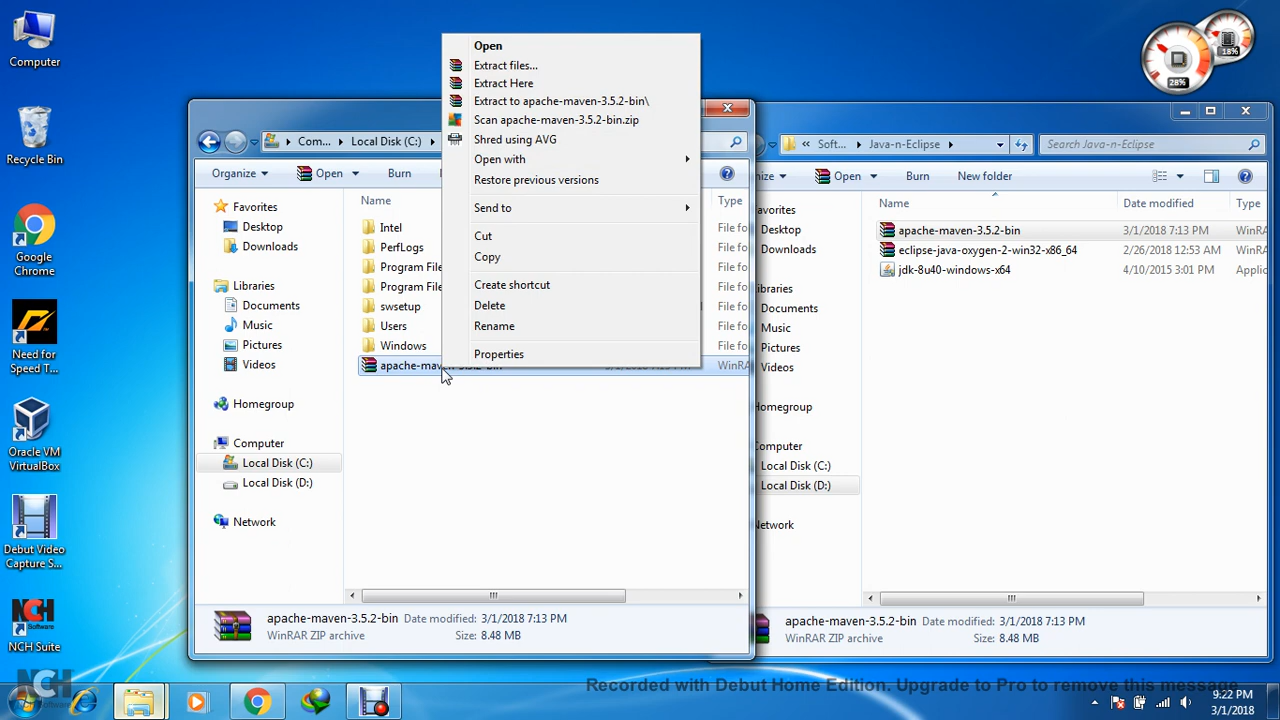 Computer
Recycle Bin
Google
Chrome
Need for
Speed T...
Oracle VM
VirtualBox
Debut Video
Capture S...
NCH Suite
28%
18%
Com...
Local Disk (C:)
Organize
Open
Burn
Name
Type
Favorites
Desktop
Downloads
Libraries
Documents
Music
Pictures
Videos
Homegroup
Computer
Local Disk (C:)
Local Disk (D:)
Network
Intel
PerfLogs
Program File
Program File
swsetup
Users
Windows
File fo
File fo
File fo
File fo
File fo
File fo
File fo
WinRA
Open
Extract files...
Extract Here
Extract to apache-maven-3.5.2-bin\
Scan apache-maven-3.5.2-bin.zip
Shred using AVG
Open with
Restore previous versions
Send to
Cut
Copy
Create shortcut
Delete
Rename
Properties
apache-maven-3.5.2-bin Date modified: 3/1/2018 7:13 PM
WinRAR ZIP archive Size: 8.48 MB
« Soft... Java-n-Eclipse
Search Java-n-Eclipse
nize
Open
Burn
New folder
Name
Date modified
Type
avorites
Desktop
Downloads
ibraries
Documents
Music
Pictures
Videos
Homegroup
Computer
Local Disk (C:)
Local Disk (D:)
Network
apache-maven-3.5.2-bin 3/1/2018 7:13 PM WinRA
eclipse-java-oxygen-2-win32-x86_64 2/26/2018 12:53 AM WinRA
jdk-8u40-windows-x64 4/10/2015 3:01 PM Applic
apache-maven-3.5.2-bin Date modified: 3/1/2018 7:13 PM
WinRAR ZIP archive Size: 8.48 MB
NCH
Recorded with Debut Home Edition. Upgrade to Pro to remove this message
9:22 PM
3/1/2018